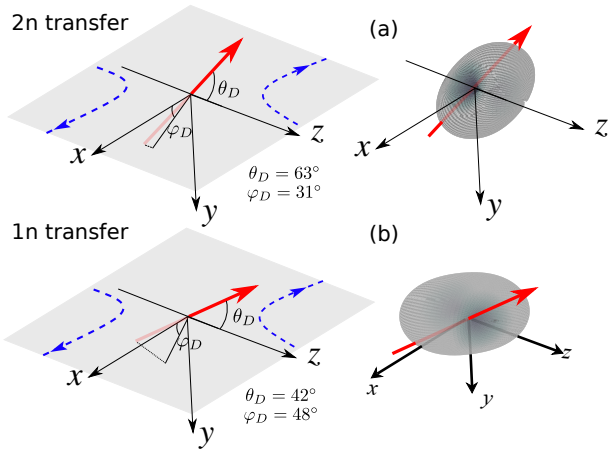 2n transfer
(a)
θ_D
φ_D
x
z
y
θ_D = 63°
φ_D = 31°
x
z
y
1n transfer
(b)
θ_D
φ_D
x
z
y
θ_D = 42°
φ_D = 48°
x
z
y